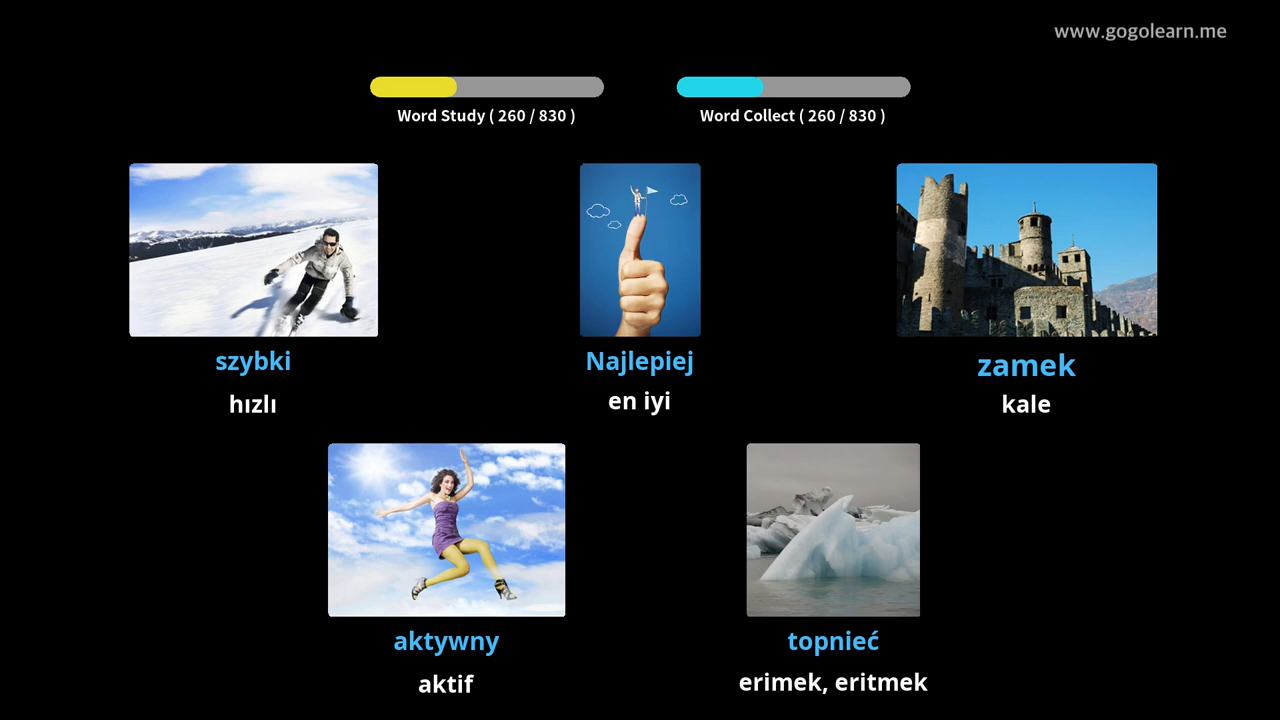 www.gogolearn.me
Word Study ( 260 / 830 )
Word Collect ( 260 / 830 )
szybki
hızlı
Najlepiej
en iyi
zamek
kale
aktywny
aktif
topnieć
erimek, eritmek